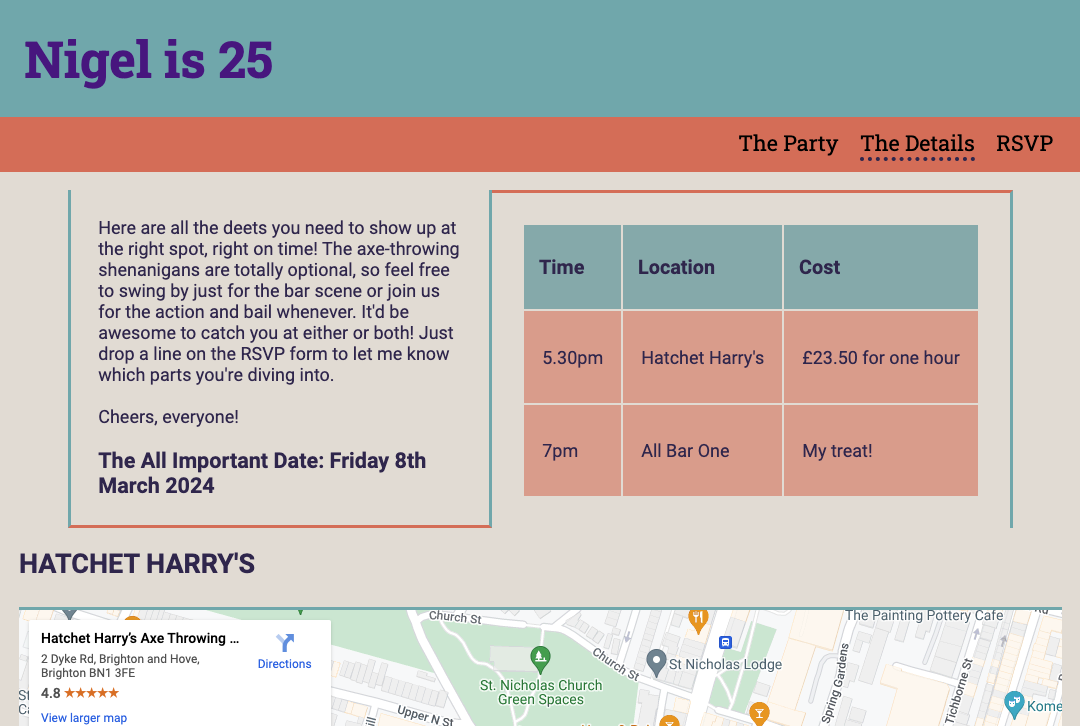 Nigel is 25
The Party
The Details
RSVP
Here are all the deets you need to show up at
the right spot, right on time! The axe-throwing
shenanigans are totally optional, so feel free
to swing by just for the bar scene or join us
for the action and bail whenever. It'd be
awesome to catch you at either or both! Just
drop a line on the RSVP form to let me know
which parts you're diving into.
Cheers, everyone!
The All Important Date: Friday 8th
March 2024
Time Location Cost
5.30pm Hatchet Harry's £23.50 for one hour
7pm All Bar One My treat!
HATCHET HARRY'S
Hatchet Harry’s Axe Throwing ...
2 Dyke Rd, Brighton and Hove,
Brighton BN1 3FE
4.8
Directions
View larger map
Church St
The Painting Pottery Cafe
Church St
St Nicholas Lodge
St. Nicholas Church
Green Spaces
Upper N St
Spring Gardens
Tichborne St
Kome